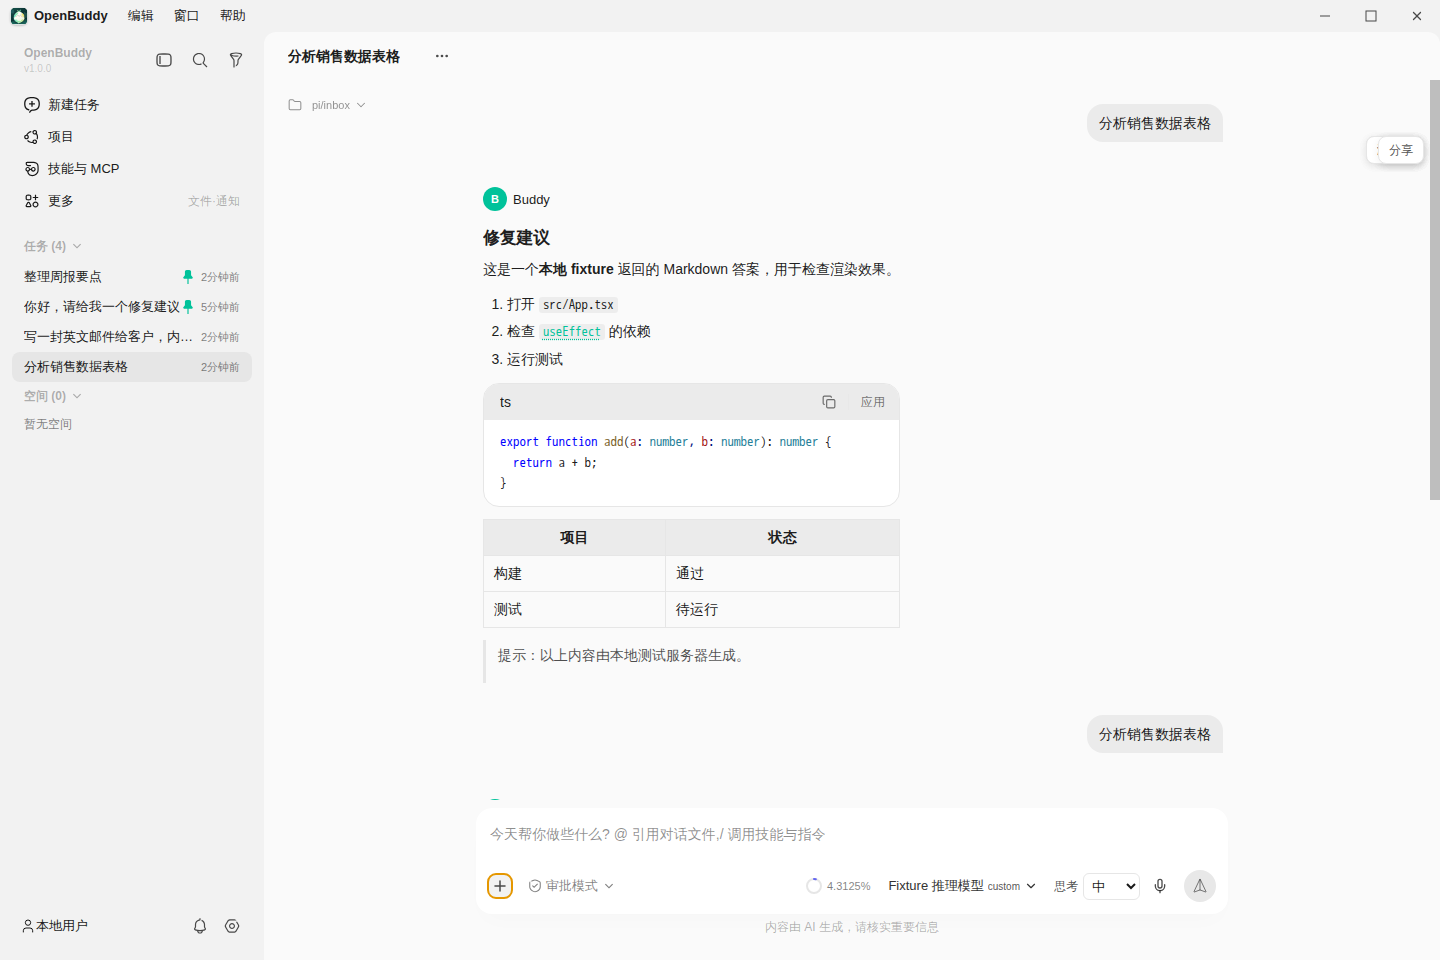 OpenBuddy 编辑 窗口 帮助
OpenBuddy
v1.0.0
新建任务
项目
技能与 MCP
更多 文件·通知
任务 (4)
整理周报要点 2分钟前
你好，请给我一个修复建议 5分钟前
写一封英文邮件给客户，内… 2分钟前
分析销售数据表格 2分钟前
空间 (0)
暂无空间
本地用户
分析销售数据表格
pi/inbox
分析销售数据表格
分享
B Buddy
修复建议
这是一个本地 fixture 返回的 Markdown 答案，用于检查渲染效果。
1. 打开 src/App.tsx
2. 检查 useEffect 的依赖
3. 运行测试
ts 应用
export function add(a: number, b: number): number {
return a + b;
}
项目 状态
构建 通过
测试 待运行
提示：以上内容由本地测试服务器生成。
分析销售数据表格
今天帮你做些什么? @ 引用对话文件,/ 调用技能与指令
审批模式 4.3125% Fixture 推理模型 custom 思考 中
内容由 AI 生成，请核实重要信息